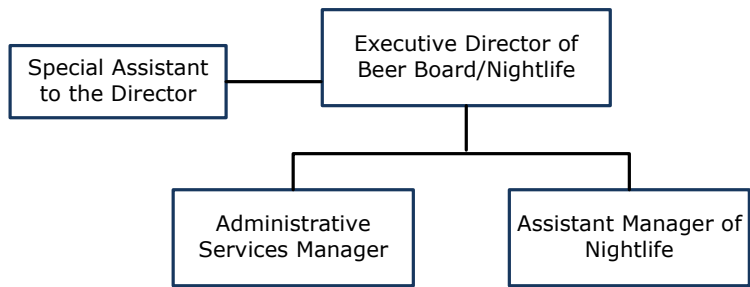 Executive Director of
Beer Board/Nightlife
Special Assistant
to the Director
Administrative
Services Manager
Assistant Manager of
Nightlife